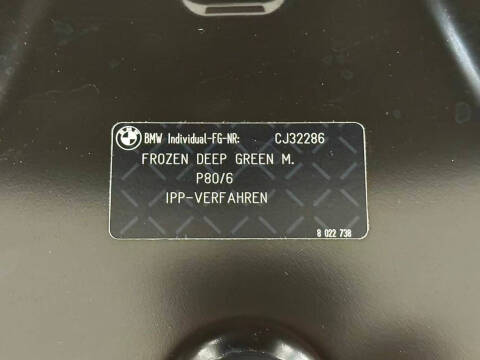 BMW Individual-FG-NR: CJ32286
FROZEN DEEP GREEN M.
P80/6
IPP-VERFAHREN
8 022 738